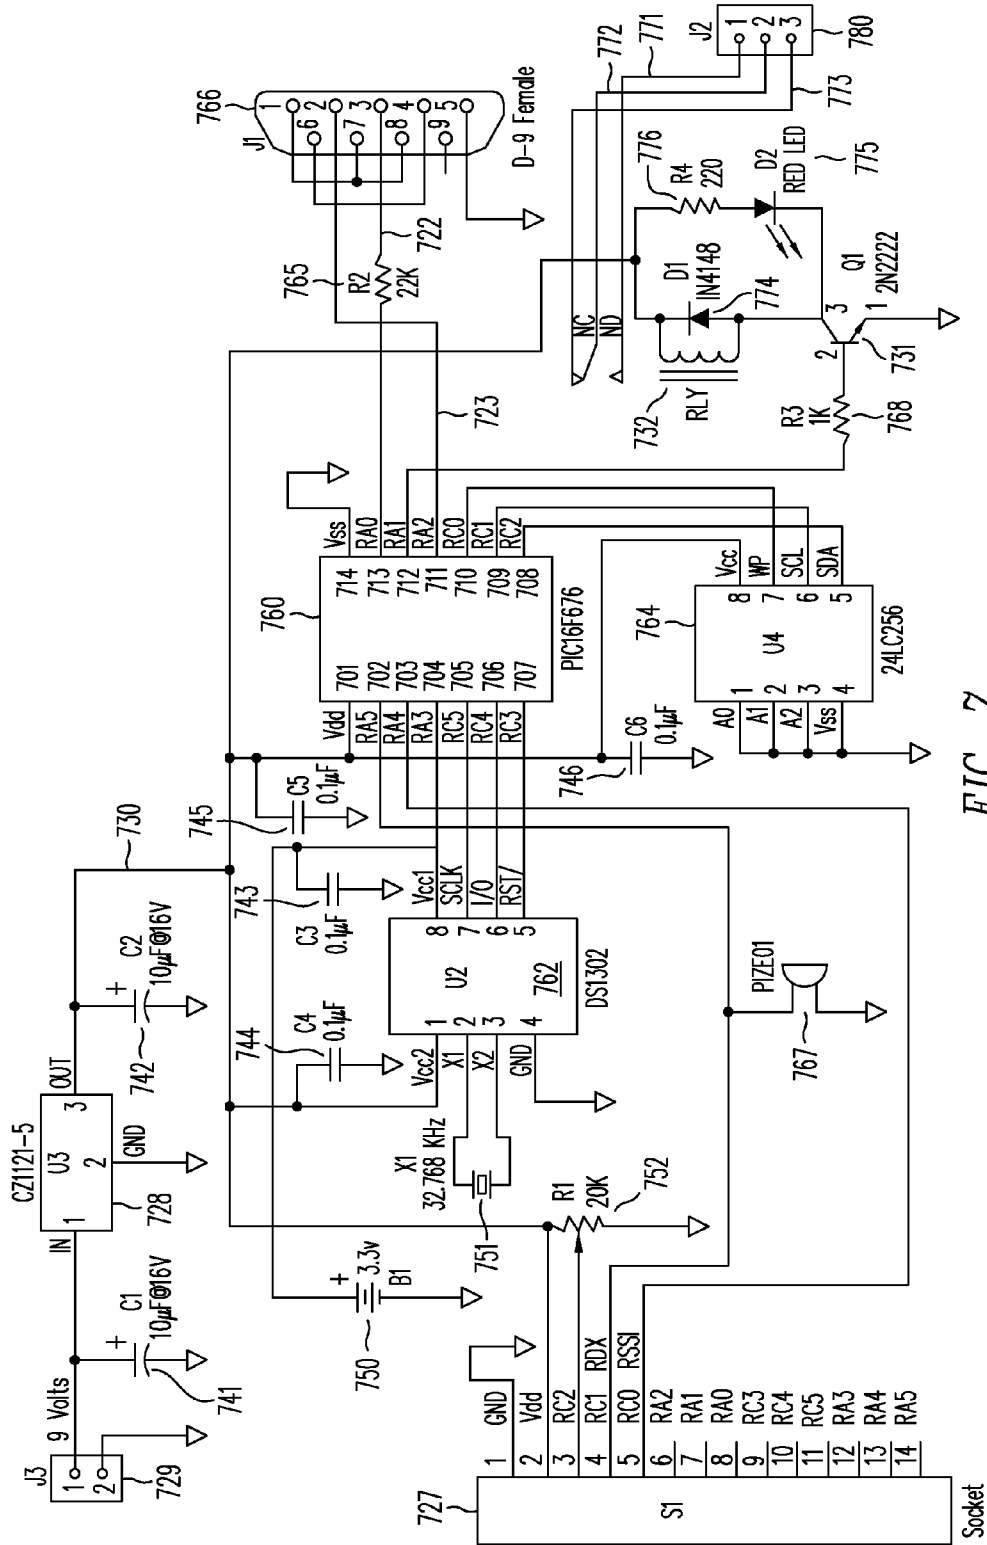 J3
1
2
729
9 Volts
+
C1
10µF@16V
741
CZ1121-5
IN
1
U3
3
OUT
2
GND
728
+
C2
10µF@16V
742
730
727
S1
Socket
1 GND
2 Vdd
3 RC2
4 RC1 RDX
5 RC0 RSSI
6 RA2
7 RA1
8 RA0
9 RC3
10 RC4
11 RC5
12 RA3
13 RA4
14 RA5
+
3.3v
B1
750
X1
32.768 KHz
751
R1
20K
752
744
C4
0.1µF
743
C3
0.1µF
745
C5
0.1µF
Vcc2 1
X1 2
X2 3
GND 4
U2
762
8 Vcc1
7 SCLK
6 I/O
5 RST/
DS1302
PIZE01
767
760
Vdd 701
RA5 702
RA4 703
RA3 704
RC5 705
RC4 706
RC3 707
714 Vss
713 RA0
712 RA1
711 RA2
710 RC0
709 RC1
708 RC2
PIC16F676
746
C6
0.1µF
764
A0 1
A1 2
A2 3
Vss 4
U4
8 Vcc
7 WP
6 SCL
5 SDA
24LC256
723
765
R2
22K
722
766
J1
1
2
3
4
5
6
7
8
9
D-9 Female
NC
ND
732
RLY
D1
IN4148
774
776
R4
220
D2
RED LED
775
R3
1K
768
Q1
2N2222
2
3
1
731
772
771
773
J2
1
2
3
780
FIG. 7